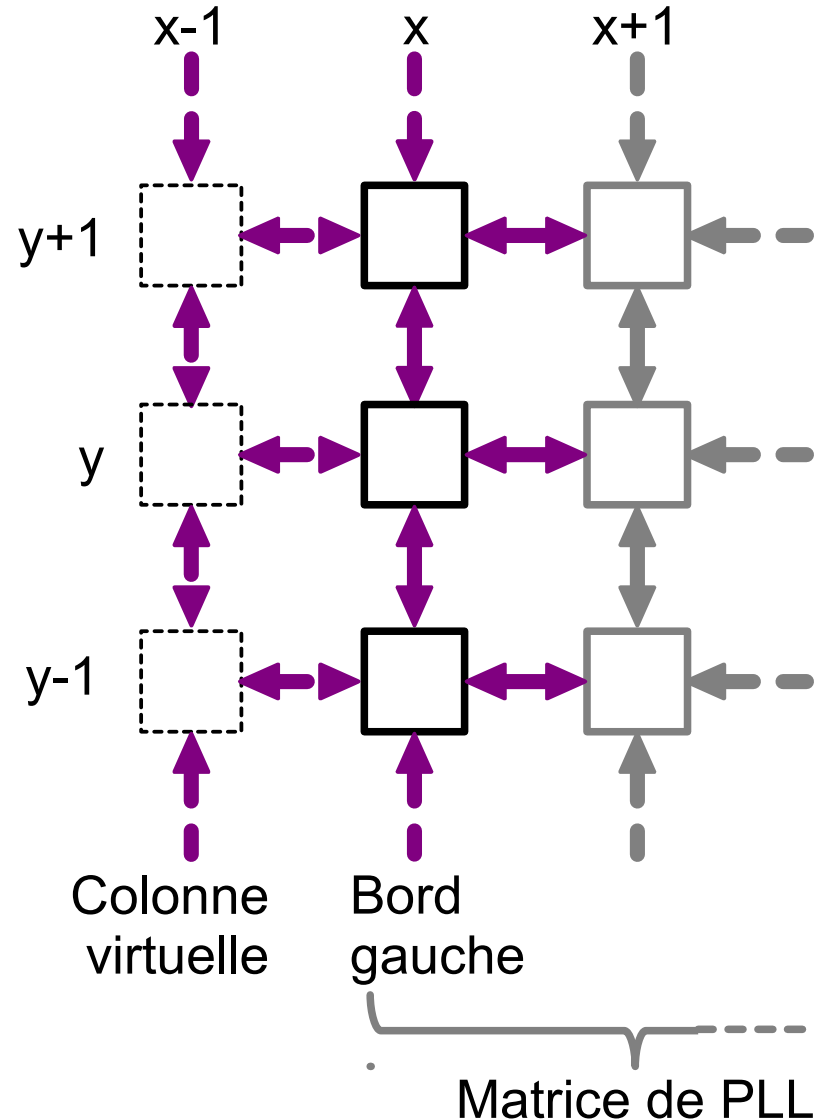 x-1 x x+1
y+1
y
y-1
Colonne
virtuelle
Bord
gauche
Matrice de PLL